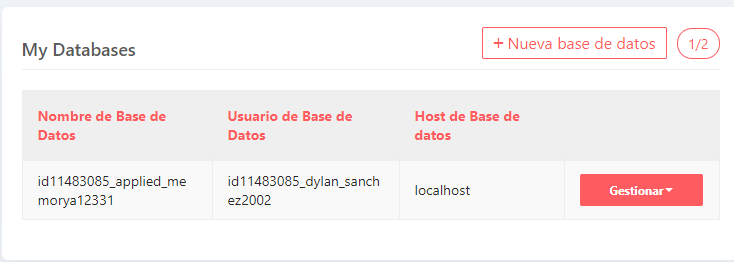 My Databases
+ Nueva base de datos
1/2
Nombre de Base de
Datos
Usuario de Base de
Datos
Host de Base de
datos
id11483085_applied_me
morya12331
id11483085_dylan_sanch
ez2002
localhost
Gestionar